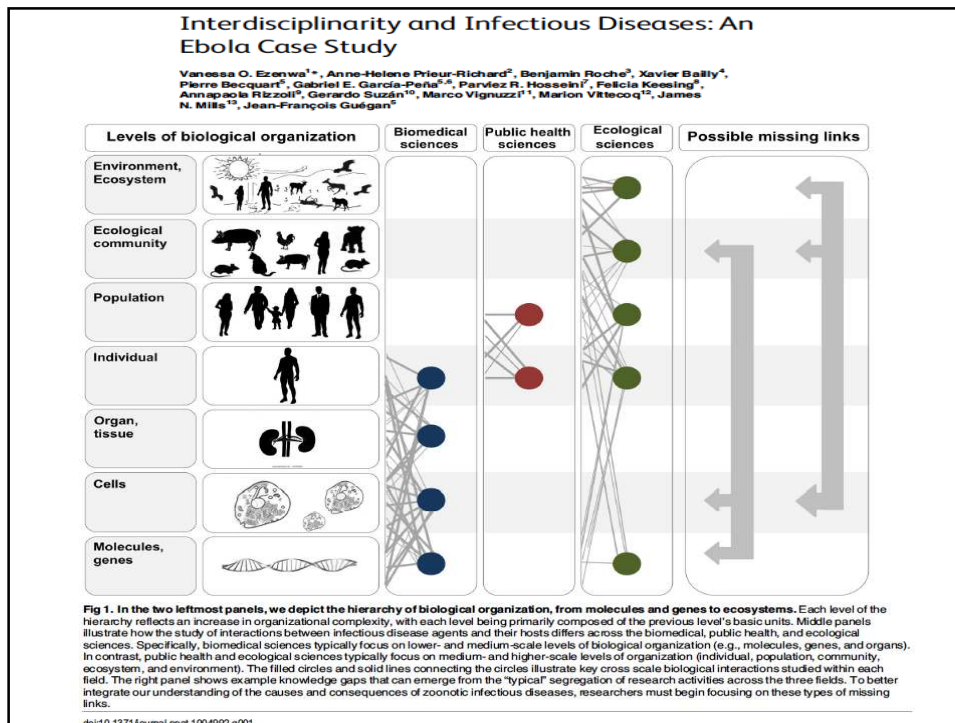 Interdisciplinarity and Infectious Diseases: An
Ebola Case Study
Vanessa O. Ezenwa1*, Anne-Helene Prieur-Richard2, Benjamin Roche3, Xavier Bailly4,
Pierre Becquart5, Gabriel E. García-Peña5,6, Parviez R. Hosseini7, Felicia Keesing8,
Annapaola Rizzoli9, Gerardo Suzán10, Marco Vignuzzi11, Marion Vittecoq12, James
N. Mills13, Jean-François Guégan5
Levels of biological organization
Biomedical
sciences
Public health
sciences
Ecological
sciences
Possible missing links
Environment,
Ecosystem
Ecological
community
Population
Individual
Organ,
tissue
Cells
Molecules,
genes
Fig 1. In the two leftmost panels, we depict the hierarchy of biological organization, from molecules and genes to ecosystems. Each level of the
hierarchy reflects an increase in organizational complexity, with each level being primarily composed of the previous level's basic units. Middle panels
illustrate how the study of interactions between infectious disease agents and their hosts differs across the biomedical, public health, and ecological
sciences. Specifically, biomedical sciences typically focus on lower- and medium-scale levels of biological organization (e.g., molecules, genes, and organs).
In contrast, public health and ecological sciences typically focus on medium- and higher-scale levels of organization (individual, population, community,
ecosystem, and environment). The filled circles and solid lines connecting the circles illustrate key cross scale biological interactions studied within each
field. The right panel shows example knowledge gaps that can emerge from the "typical" segregation of research activities across the three fields. To better
integrate our understanding of the causes and consequences of zoonotic infectious diseases, researchers must begin focusing on these types of missing
links.